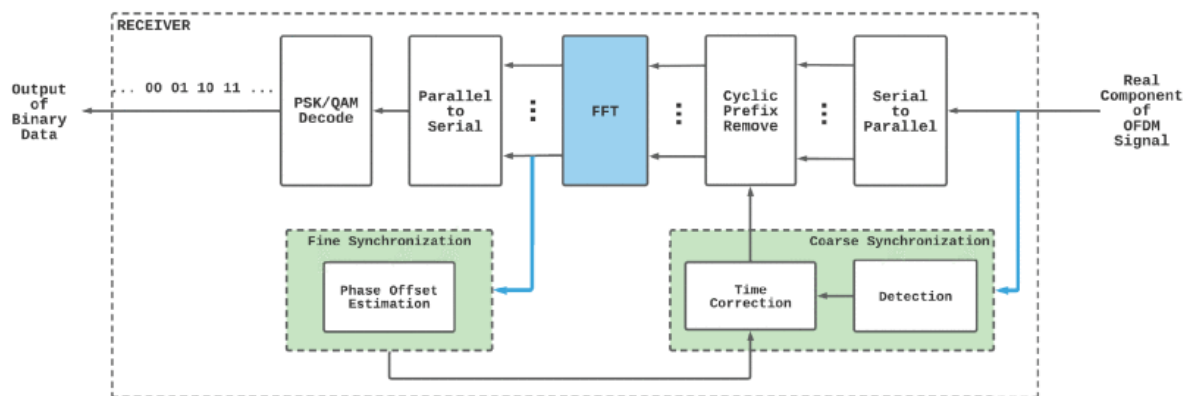 RECEIVER
Output
of
Binary
Data
... 00 01 10 11 ...
PSK/QAM
Decode
Parallel
to
Serial
FFT
Cyclic
Prefix
Remove
Serial
to
Parallel
Real
Component
of
OFDM
Signal
Fine Synchronization
Phase Offset
Estimation
Coarse Synchronization
Time
Correction
Detection